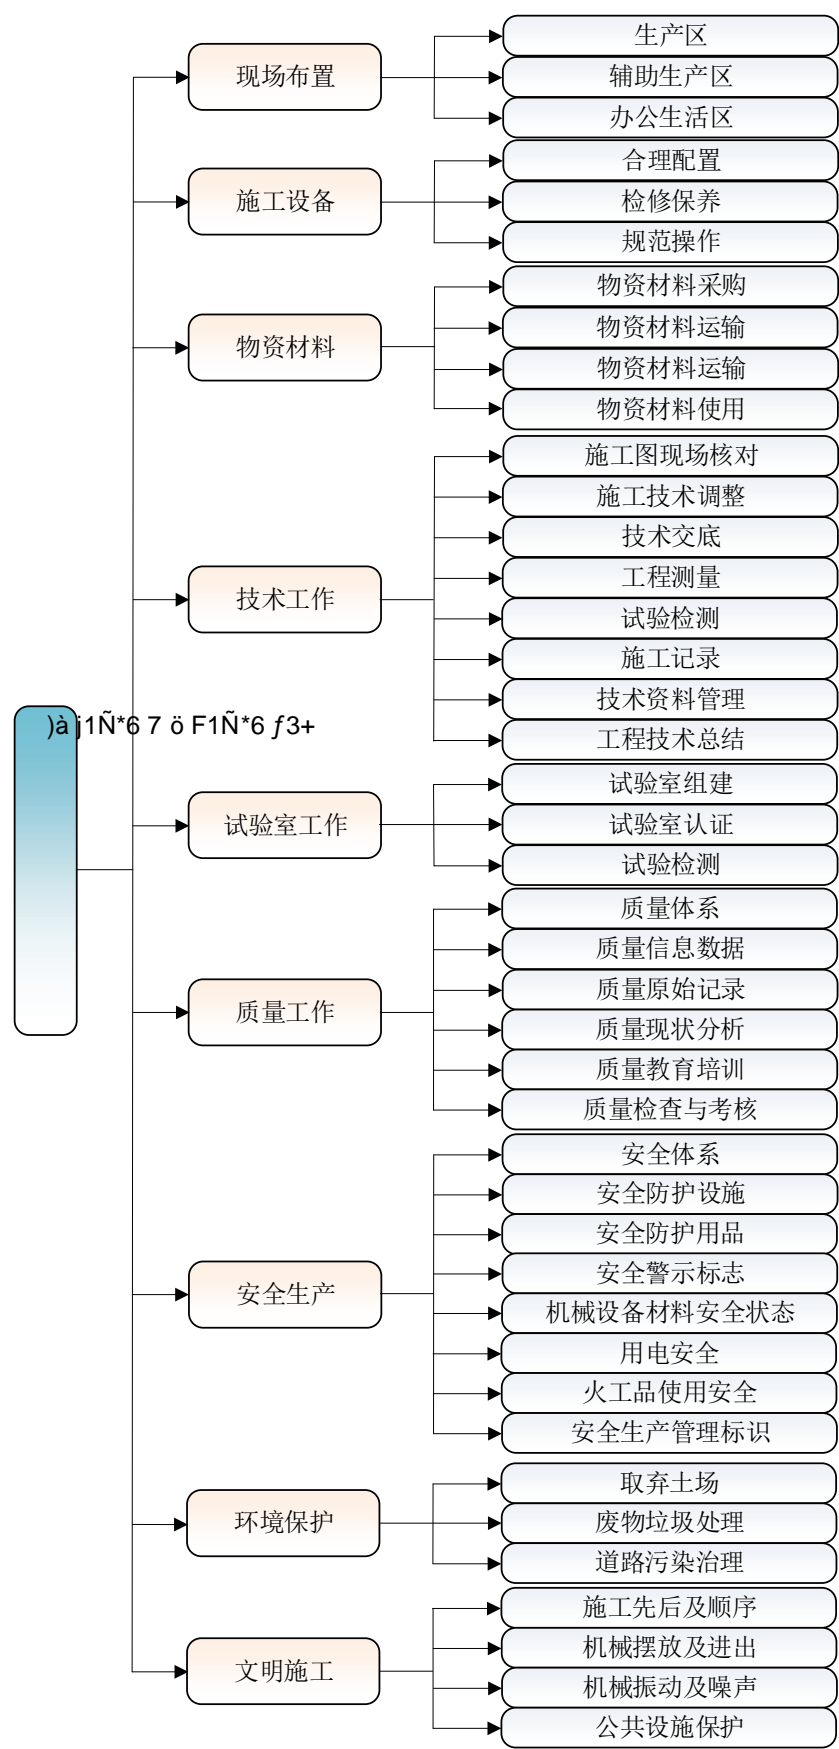 现场布置
生产区
辅助生产区
办公生活区
施工设备
合理配置
检修保养
规范操作
物资材料
物资材料采购
物资材料运输
物资材料运输
物资材料使用
技术工作
施工图现场核对
施工技术调整
技术交底
工程测量
试验检测
施工记录
技术资料管理
工程技术总结
)à j1Ñ*6 7 ö F1Ñ*6 ƒ3+
试验室工作
试验室组建
试验室认证
试验检测
质量工作
质量体系
质量信息数据
质量原始记录
质量现状分析
质量教育培训
质量检查与考核
安全生产
安全体系
安全防护设施
安全防护用品
安全警示标志
机械设备材料安全状态
用电安全
火工品使用安全
安全生产管理标识
环境保护
取弃土场
废物垃圾处理
道路污染治理
文明施工
施工先后及顺序
机械摆放及进出
机械振动及噪声
公共设施保护